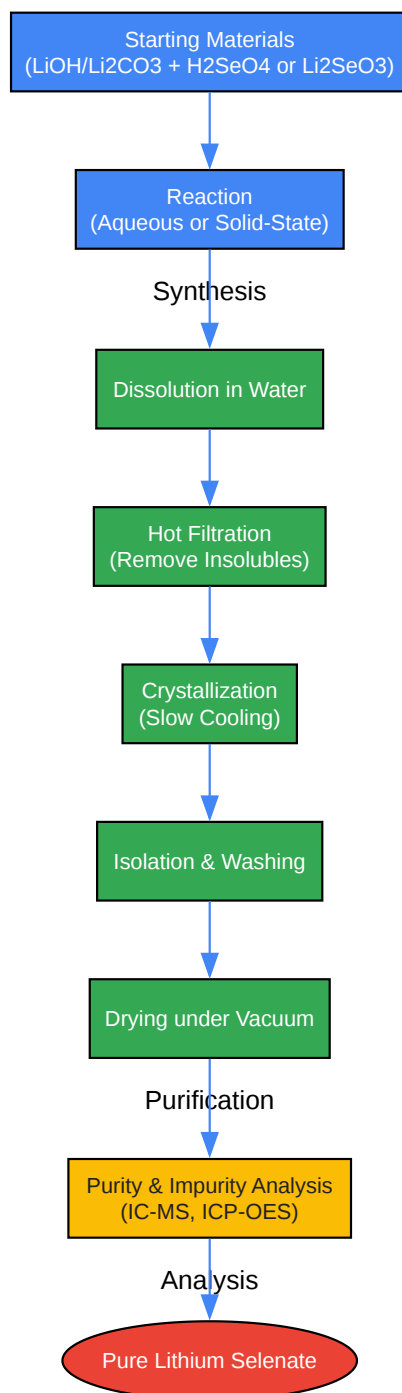 Starting Materials
(LiOH/Li2CO3 + H2SeO4 or Li2SeO3)
Reaction
(Aqueous or Solid-State)
Synthesis
Dissolution in Water
Hot Filtration
(Remove Insolubles)
Crystallization
(Slow Cooling)
Isolation & Washing
Drying under Vacuum
Purification
Purity & Impurity Analysis
(IC-MS, ICP-OES)
Analysis
Pure Lithium Selenate